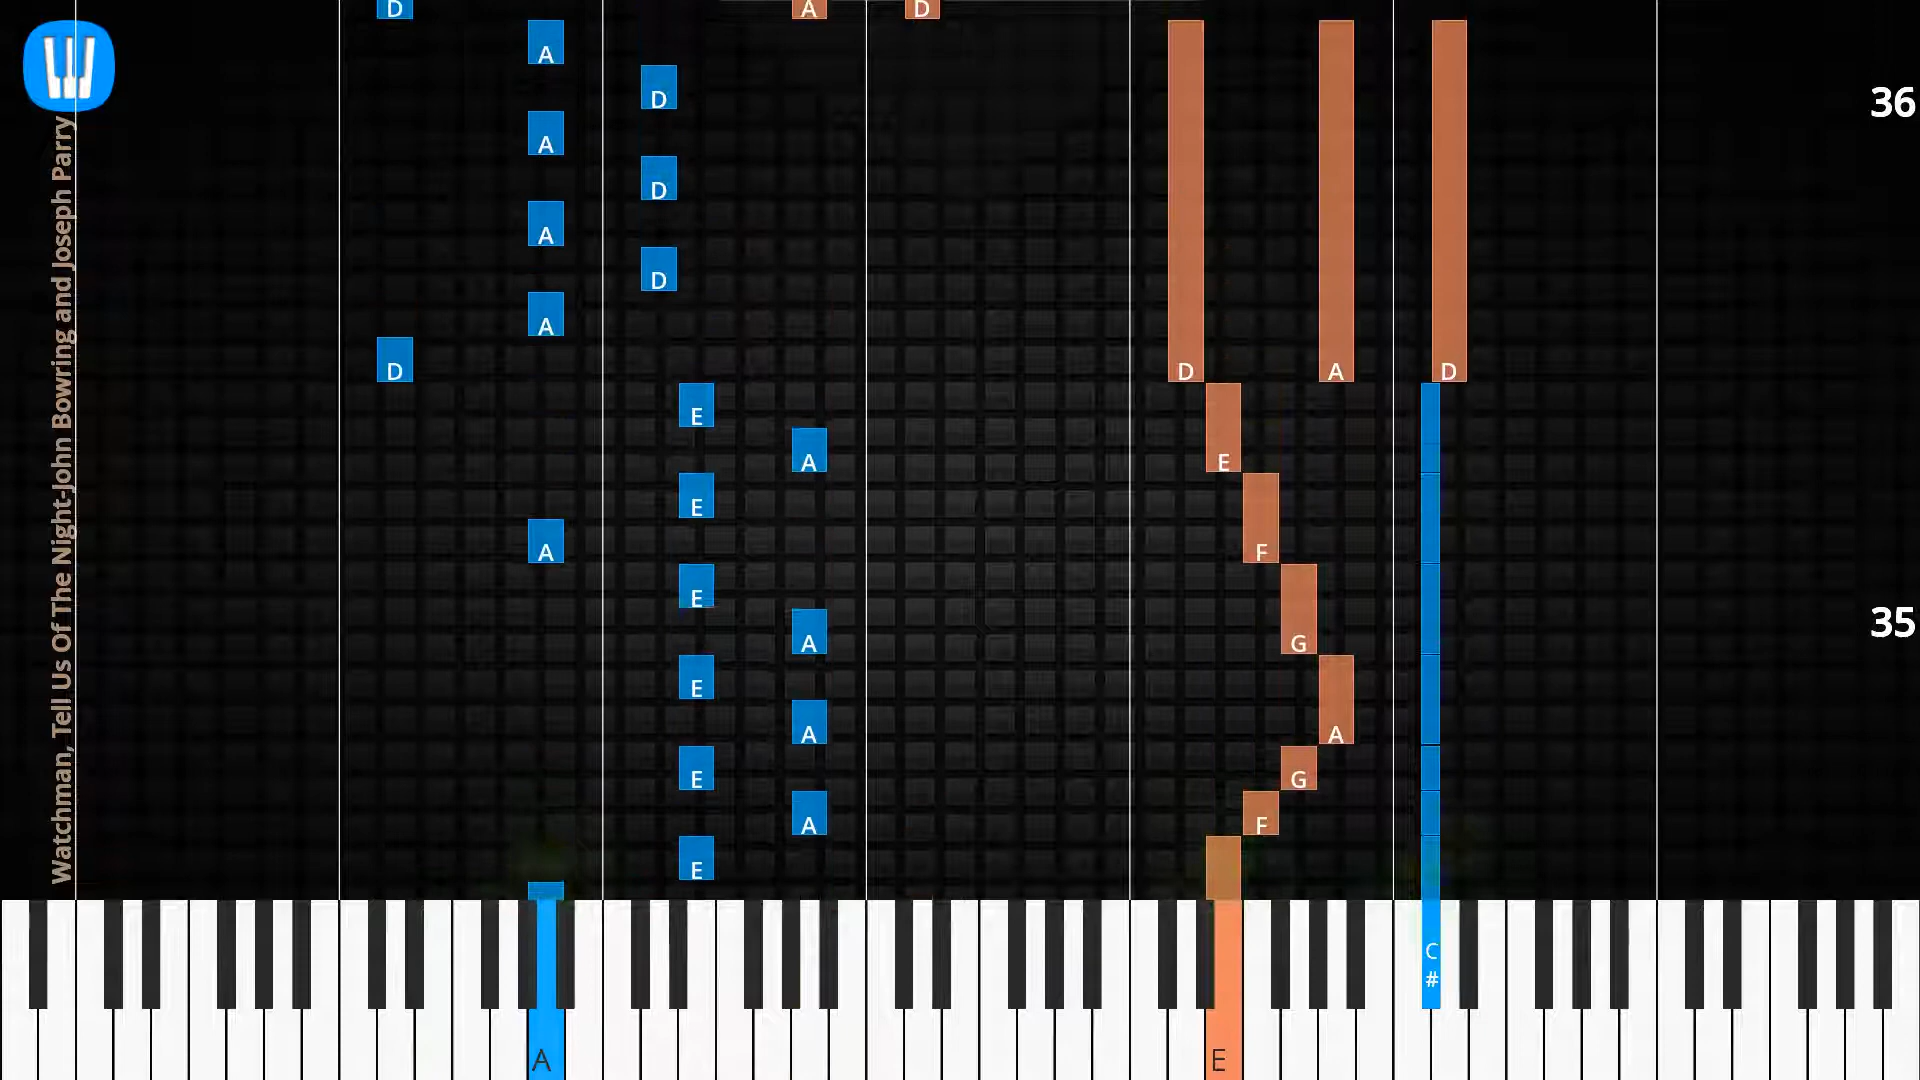 D A D
A
D
A
D
36
A
D
A
D D A D
E
A E
E F
A
E
G A
35
E
A A
E G
A F
E
C
#
A E
Watchman, Tell Us Of The Night-John Bowring and Joseph Parry